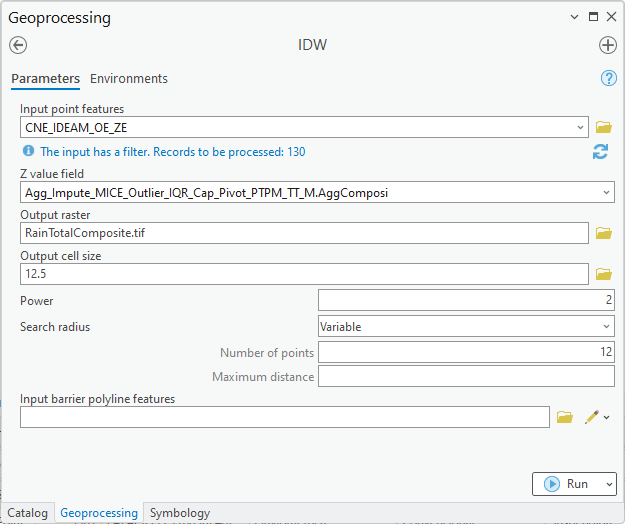 Geoprocessing
IDW
Parameters Environments
Input point features
CNE_IDEAM_OE_ZE
The input has a filter. Records to be processed: 130
Z value field
Agg_Impute_MICE_Outlier_IQR_Cap_Pivot_PTPM_TT_M.AggComposi
Output raster
RainTotalComposite.tif
Output cell size
12.5
Power 2
Search radius Variable
Number of points 12
Maximum distance
Input barrier polyline features
Run
Catalog Geoprocessing Symbology